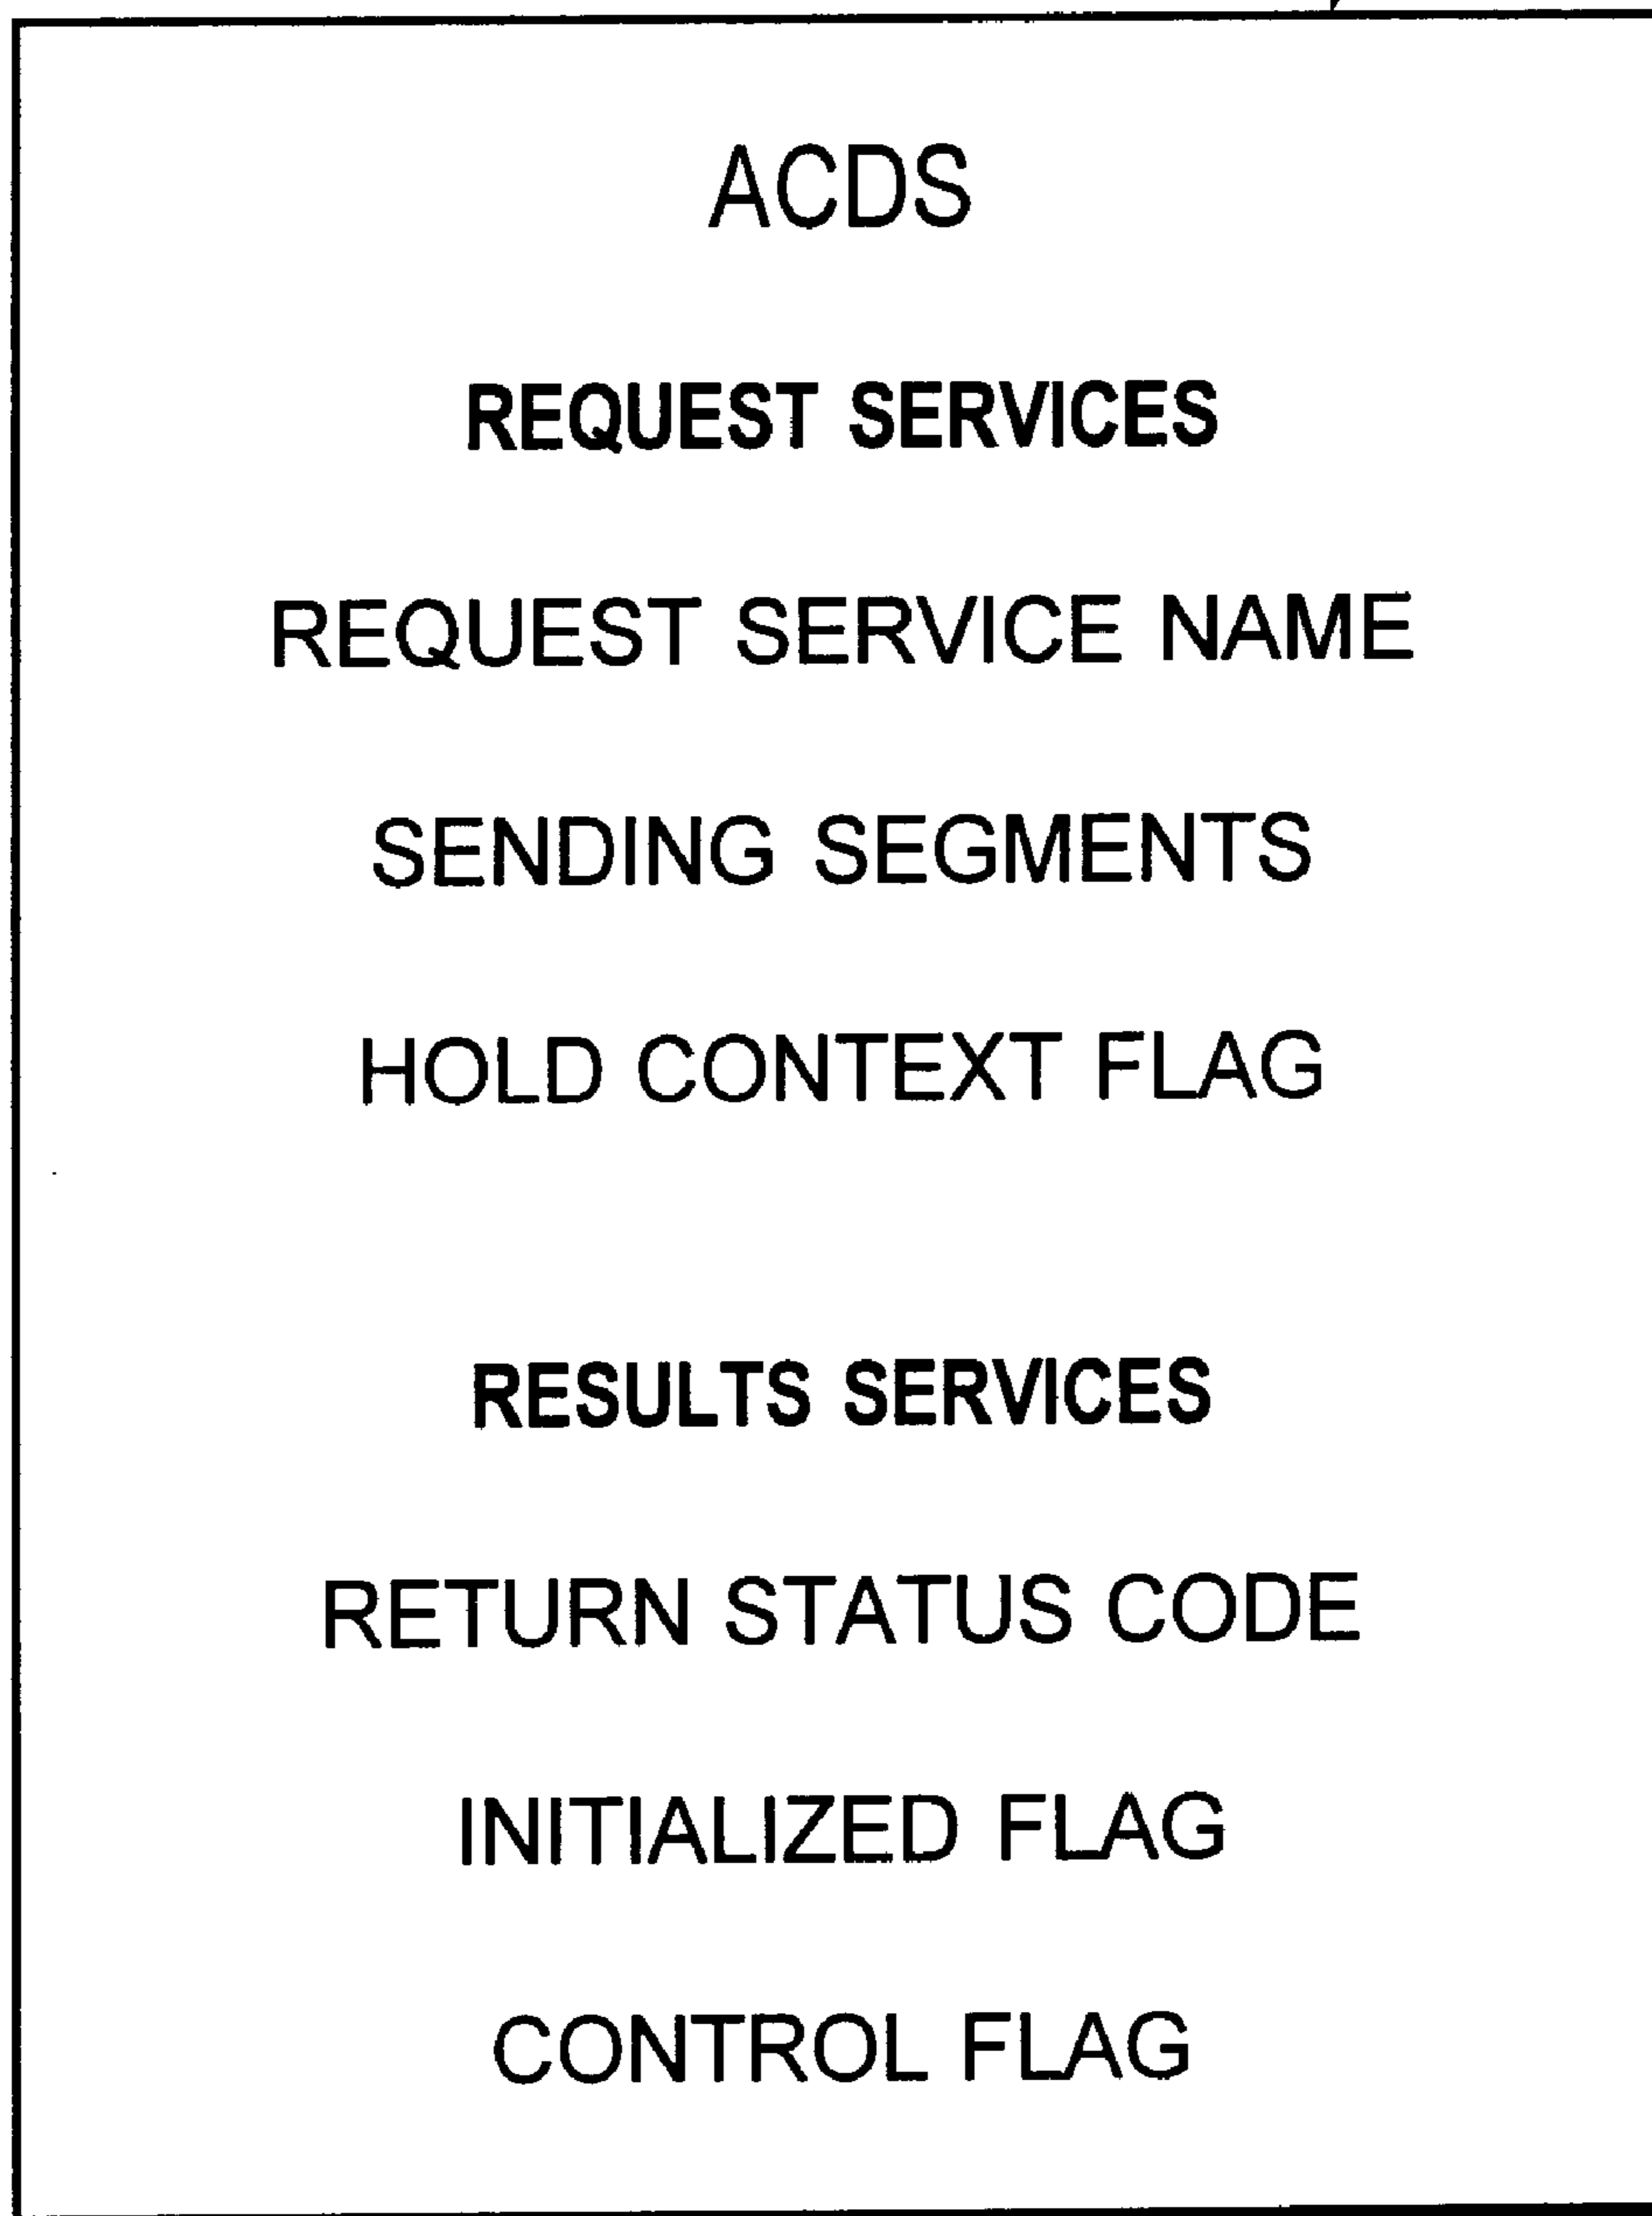 ACDS
REQUEST SERVICES
REQUEST SERVICE NAME
SENDING SEGMENTS
HOLD CONTEXT FLAG
RESULTS SERVICES
RETURN STATUS CODE
INITIALIZED FLAG
CONTROL FLAG